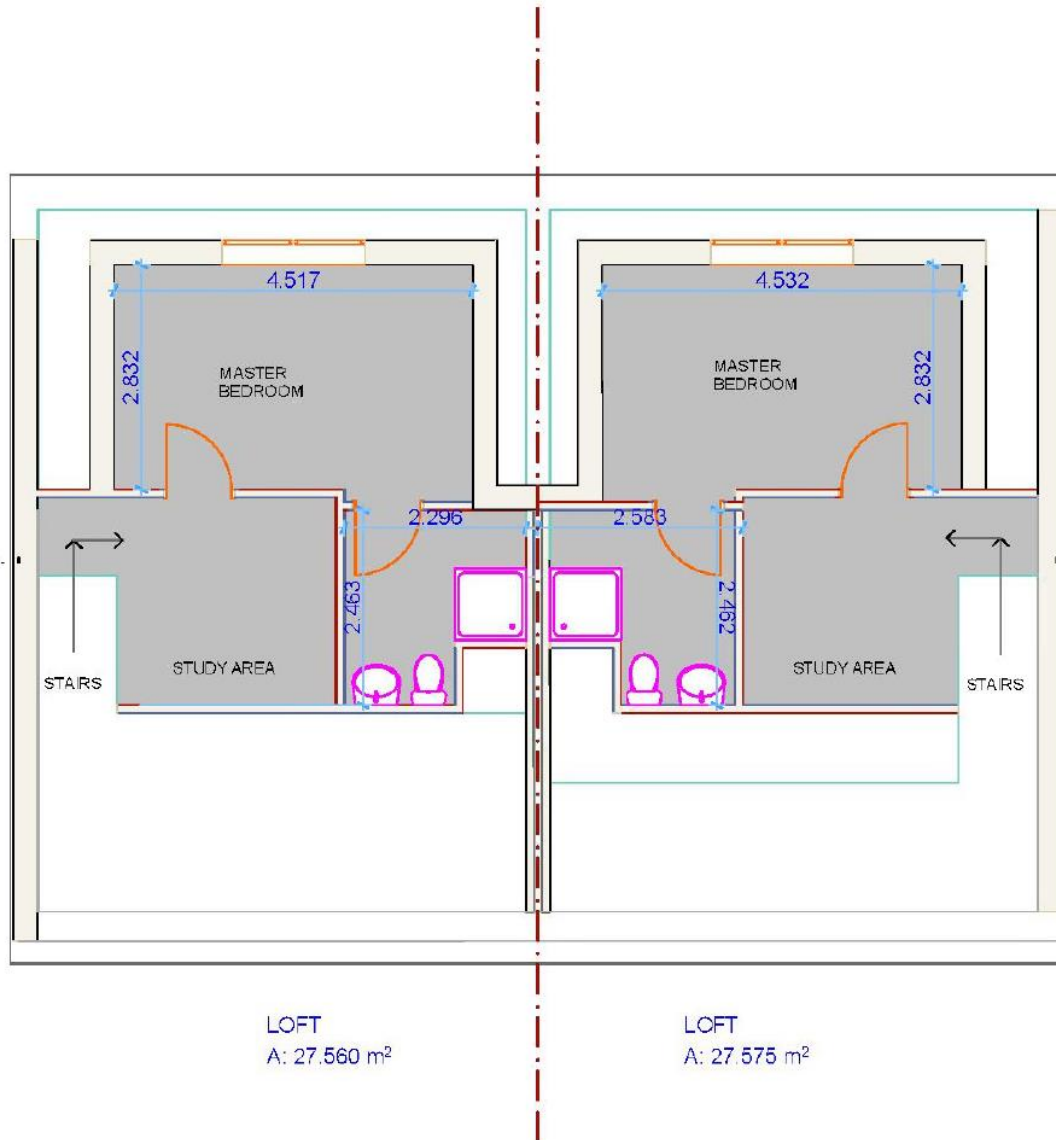 4.517
4.532
2.832
MASTER
BEDROOM
MASTER
BEDROOM
2.832
2.296
2.583
2.463
2.462
STAIRS
STUDY AREA
STUDY AREA
STAIRS
LOFT
A: 27.560 m²
LOFT
A: 27.575 m²